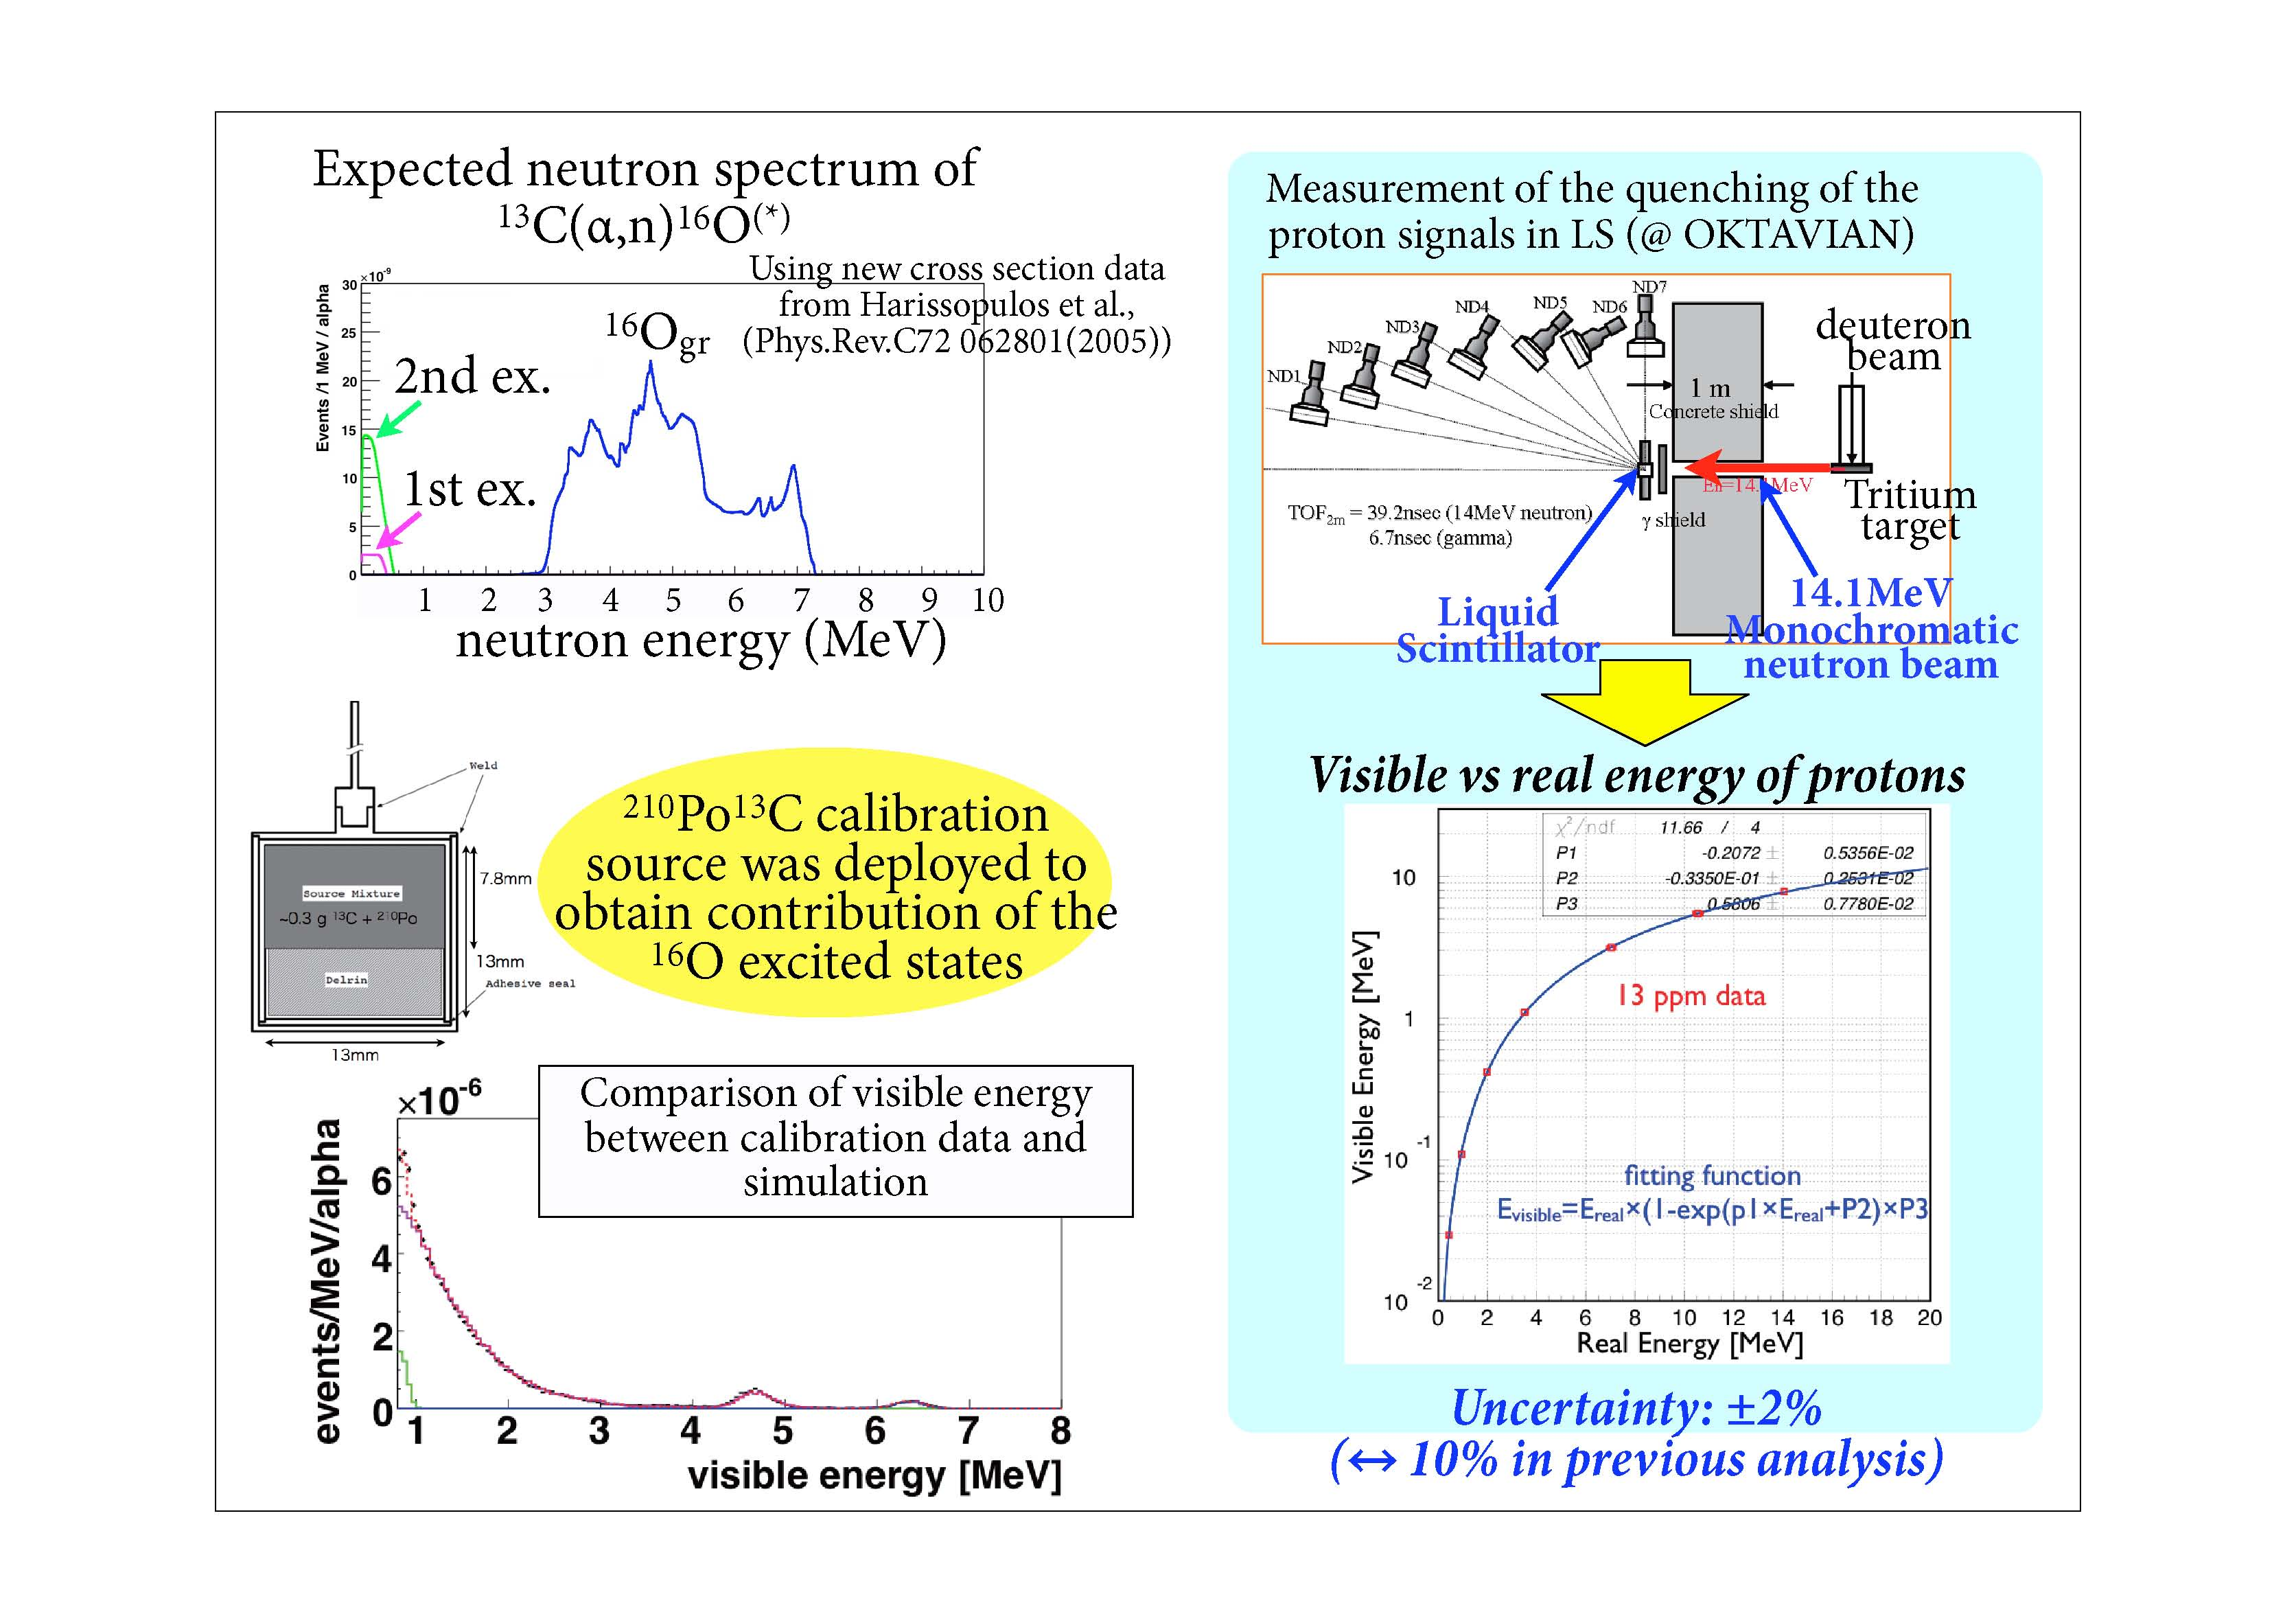 Expected neutron spectrum of
¹³C(α,n)¹⁶O⁽*⁾
Using new cross section data
from Harissopulos et al.,
(Phys.Rev.C72 062801(2005))
×10⁻⁹
Events /1 MeV / alpha
30
25
20
15
10
5
0
¹⁶Ogr
2nd ex.
1st ex.
1 2 3 4 5 6 7 8 9 10
neutron energy (MeV)
Weld
Source Mixture
~0.3 g ¹³C + ²¹⁰Po
7.8mm
13mm
Delrin
Adhesive seal
13mm
²¹⁰Po¹³C calibration
source was deployed to
obtain contribution of the
¹⁶O excited states
Comparison of visible energy
between calibration data and
simulation
×10⁻⁶
events/MeV/alpha
6
4
2
0
1 2 3 4 5 6 7 8
visible energy [MeV]
Measurement of the quenching of the
proton signals in LS (@ OKTAVIAN)
ND1
ND2
ND3
ND4
ND5
ND6
ND7
1 m
Concrete shield
deuteron
beam
En=14.1MeV
Tritium
target
TOF2m = 39.2nsec (14MeV neutron)
6.7nsec (gamma)
γ shield
Liquid
Scintillator
14.1MeV
Monochromatic
neutron beam
Visible vs real energy of protons
χ²/ndf 11.66 / 4
P1 -0.2072 ± 0.5356E-02
P2 -0.3350E-01 ± 0.2531E-02
P3 0.5806 ± 0.7780E-02
Visible Energy [MeV]
10
1
10 -1
10 -2
13 ppm data
fitting function
Evisible=Ereal×(1-exp(p1×Ereal+P2)×P3
0 2 4 6 8 10 12 14 16 18 20
Real Energy [MeV]
Uncertainty: ±2%
(↔ 10% in previous analysis)